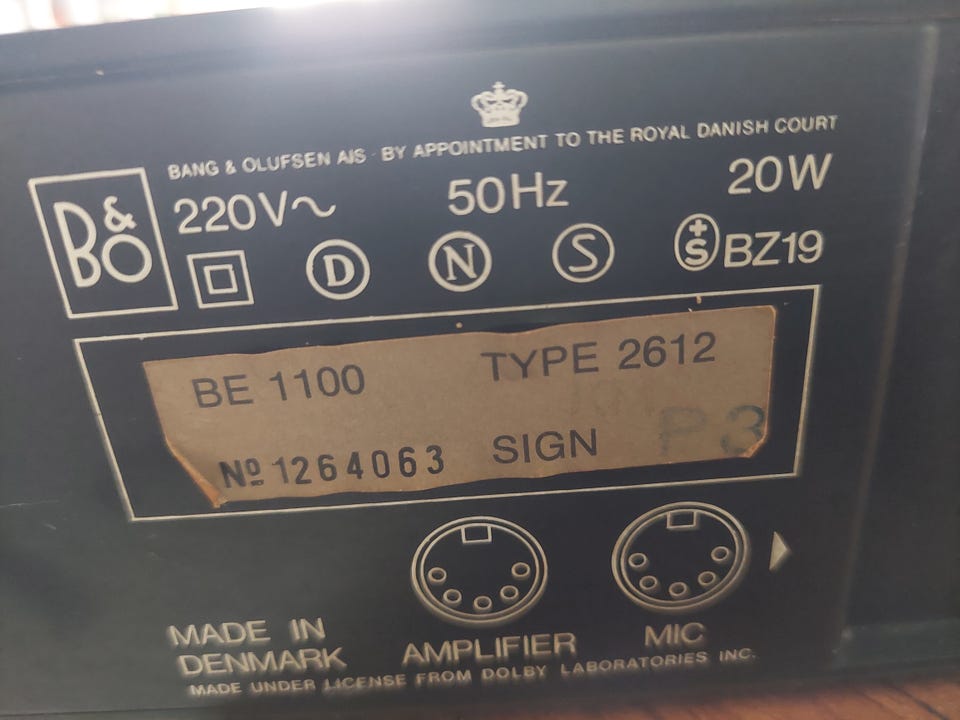 BANG & OLUFSEN A/S · BY APPOINTMENT TO THE ROYAL DANISH COURT
B&O
220V~ 50Hz 20W
D N S +S BZ19
BE 1100 TYPE 2612
Nº 1264063 SIGN P3
MADE IN
DENMARK
AMPLIFIER MIC
MADE UNDER LICENSE FROM DOLBY LABORATORIES INC.